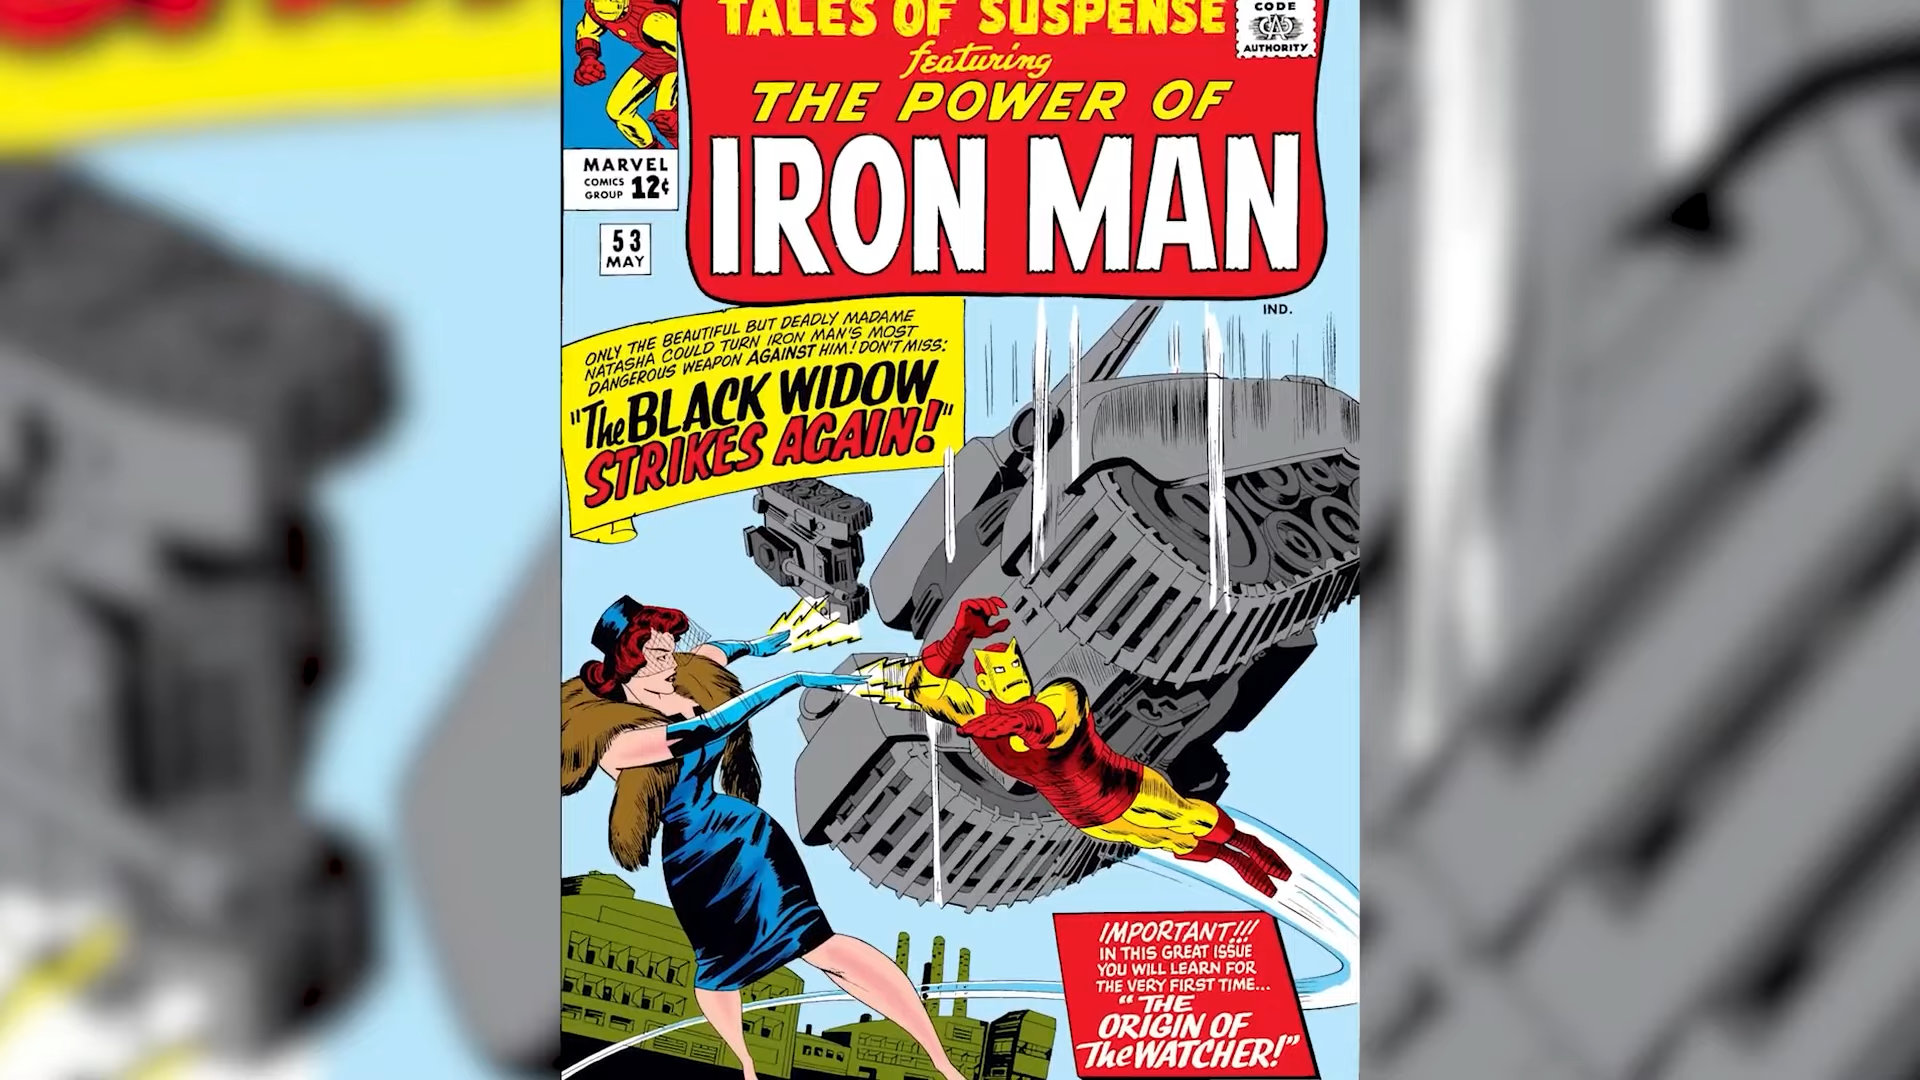 TALES OF SUSPENSE
featuring
THE POWER OF
IRON MAN
CODE
CA
AUTHORITY
MARVEL
COMICS
GROUP 12¢
53
MAY
IND.
ONLY THE BEAUTIFUL BUT DEADLY MADAME
NATASHA COULD TURN IRON MAN'S MOST
DANGEROUS WEAPON AGAINST HIM! DON'T MISS:
"The BLACK WIDOW
STRIKES AGAIN!"
IMPORTANT!!!
IN THIS GREAT ISSUE
YOU WILL LEARN FOR
THE VERY FIRST TIME...
"THE
ORIGIN OF
The WATCHER!"